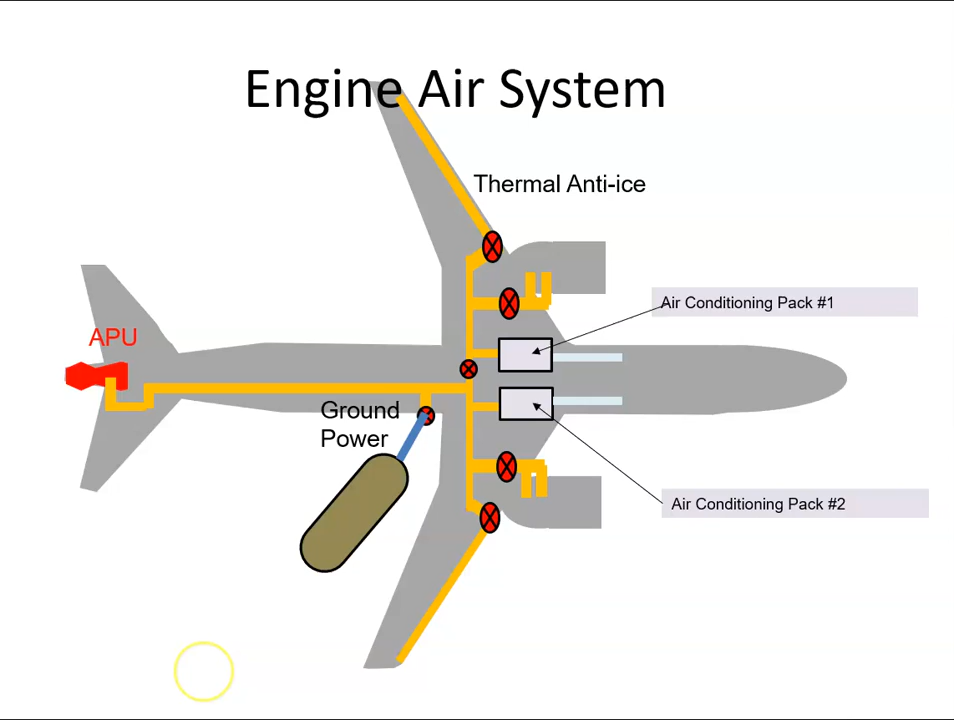 Engine Air System
Thermal Anti-ice
Air Conditioning Pack #1
APU
Ground
Power
Air Conditioning Pack #2